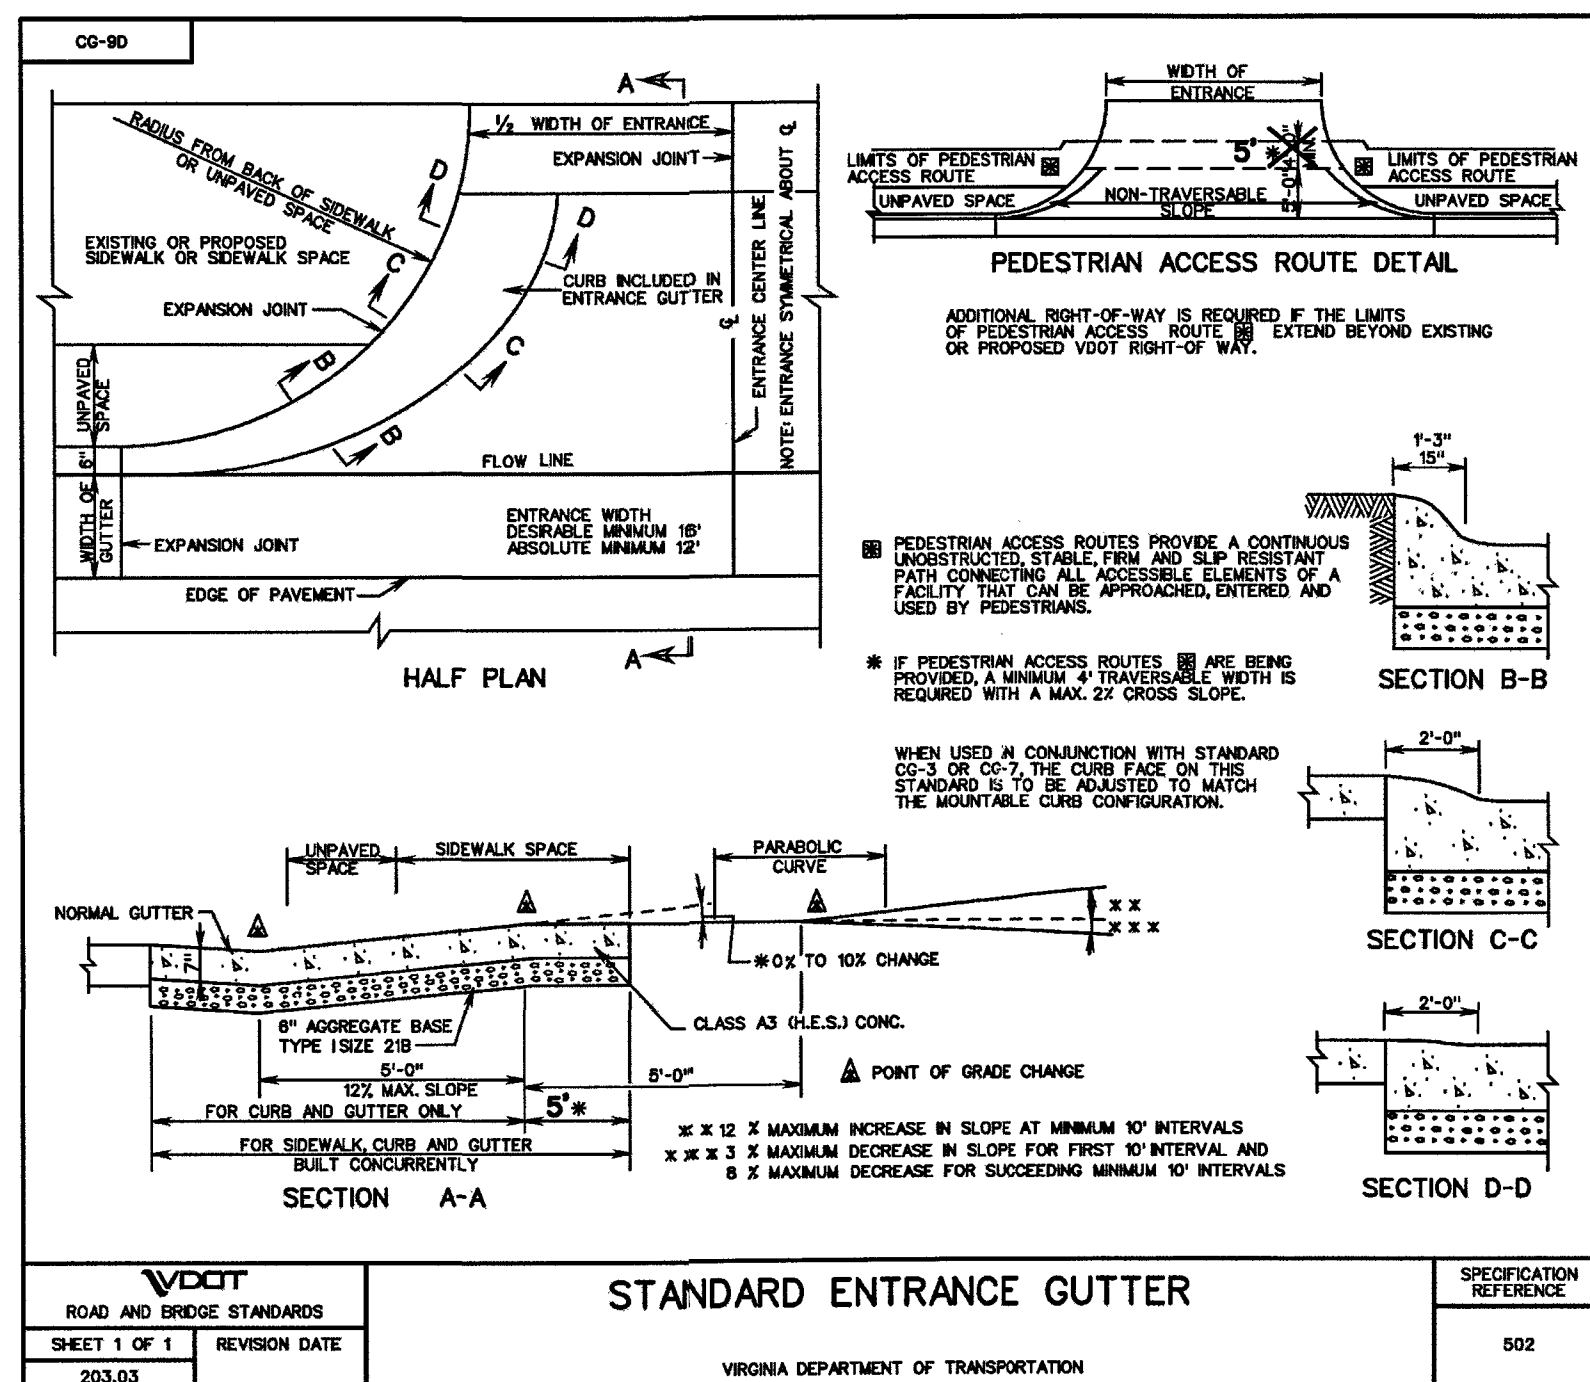 CG-9D
A
½ WIDTH OF ENTRANCE
EXPANSION JOINT
RADIUS FROM BACK OF SIDEWALK
OR UNPAVED SPACE
D
D
EXISTING OR PROPOSED
SIDEWALK OR SIDEWALK SPACE
C
CURB INCLUDED IN
ENTRANCE GUTTER
EXPANSION JOINT
C
B
B
UNPAVED
SPACE
6"
FLOW LINE
WIDTH OF
GUTTER
ENTRANCE WIDTH
DESIRABLE MINIMUM 16'
ABSOLUTE MINIMUM 12'
EXPANSION JOINT
EDGE OF PAVEMENT
℄
ENTRANCE CENTER LINE
NOTE: ENTRANCE SYMMETRICAL ABOUT ℄
A
HALF PLAN
WIDTH OF
ENTRANCE
5' *
4'-0"
MIN.
LIMITS OF PEDESTRIAN
ACCESS ROUTE
LIMITS OF PEDESTRIAN
ACCESS ROUTE
UNPAVED SPACE
NON-TRAVERSABLE
SLOPE
5'-0"
UNPAVED SPACE
PEDESTRIAN ACCESS ROUTE DETAIL
ADDITIONAL RIGHT-OF-WAY IS REQUIRED IF THE LIMITS
OF PEDESTRIAN ACCESS ROUTE EXTEND BEYOND EXISTING
OR PROPOSED VDOT RIGHT-OF WAY.
PEDESTRIAN ACCESS ROUTES PROVIDE A CONTINUOUS
UNOBSTRUCTED, STABLE, FIRM AND SLIP RESISTANT
PATH CONNECTING ALL ACCESSIBLE ELEMENTS OF A
FACILITY THAT CAN BE APPROACHED, ENTERED AND
USED BY PEDESTRIANS.
* IF PEDESTRIAN ACCESS ROUTES ARE BEING
PROVIDED, A MINIMUM 4' TRAVERSABLE WIDTH IS
REQUIRED WITH A MAX. 2% CROSS SLOPE.
WHEN USED IN CONJUNCTION WITH STANDARD
CG-3 OR CG-7, THE CURB FACE ON THIS
STANDARD IS TO BE ADJUSTED TO MATCH
THE MOUNTABLE CURB CONFIGURATION.
1'-3"
15"
SECTION B-B
2'-0"
SECTION C-C
2'-0"
SECTION D-D
UNPAVED
SPACE
SIDEWALK SPACE
PARABOLIC
CURVE
NORMAL GUTTER
7"
* *
* * *
* 0% TO 10% CHANGE
6" AGGREGATE BASE
TYPE I SIZE 21B
CLASS A3 (H.E.S.) CONC.
5'-0"
12% MAX. SLOPE
5'-0"
POINT OF GRADE CHANGE
FOR CURB AND GUTTER ONLY
5' *
FOR SIDEWALK, CURB AND GUTTER
BUILT CONCURRENTLY
SECTION A-A
* * 12 % MAXIMUM INCREASE IN SLOPE AT MINIMUM 10' INTERVALS
* * * 3 % MAXIMUM DECREASE IN SLOPE FOR FIRST 10' INTERVAL AND
8 % MAXIMUM DECREASE FOR SUCCEEDING MINIMUM 10' INTERVALS
VDOT
ROAD AND BRIDGE STANDARDS
SHEET 1 OF 1
REVISION DATE
203.03
STANDARD ENTRANCE GUTTER
VIRGINIA DEPARTMENT OF TRANSPORTATION
SPECIFICATION
REFERENCE
502